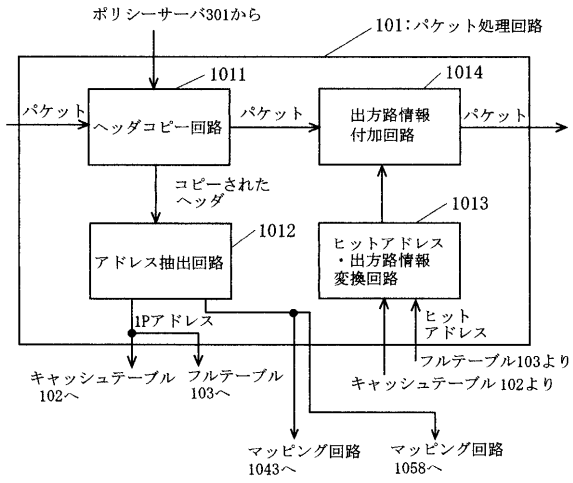 ポリシーサーバ301から
101:パケット処理回路
1011
1014
パケット
ヘッダコピー回路
パケット
出方路情報
付加回路
パケット
コピーされた
ヘッダ
1012
1013
アドレス抽出回路
ヒットアドレス
・出方路情報
変換回路
IPアドレス
ヒット
アドレス
キャッシュテーブル
102へ
フルテーブル
103へ
フルテーブル103より
キャッシュテーブル102より
マッピング回路
1043へ
マッピング回路
1058へ